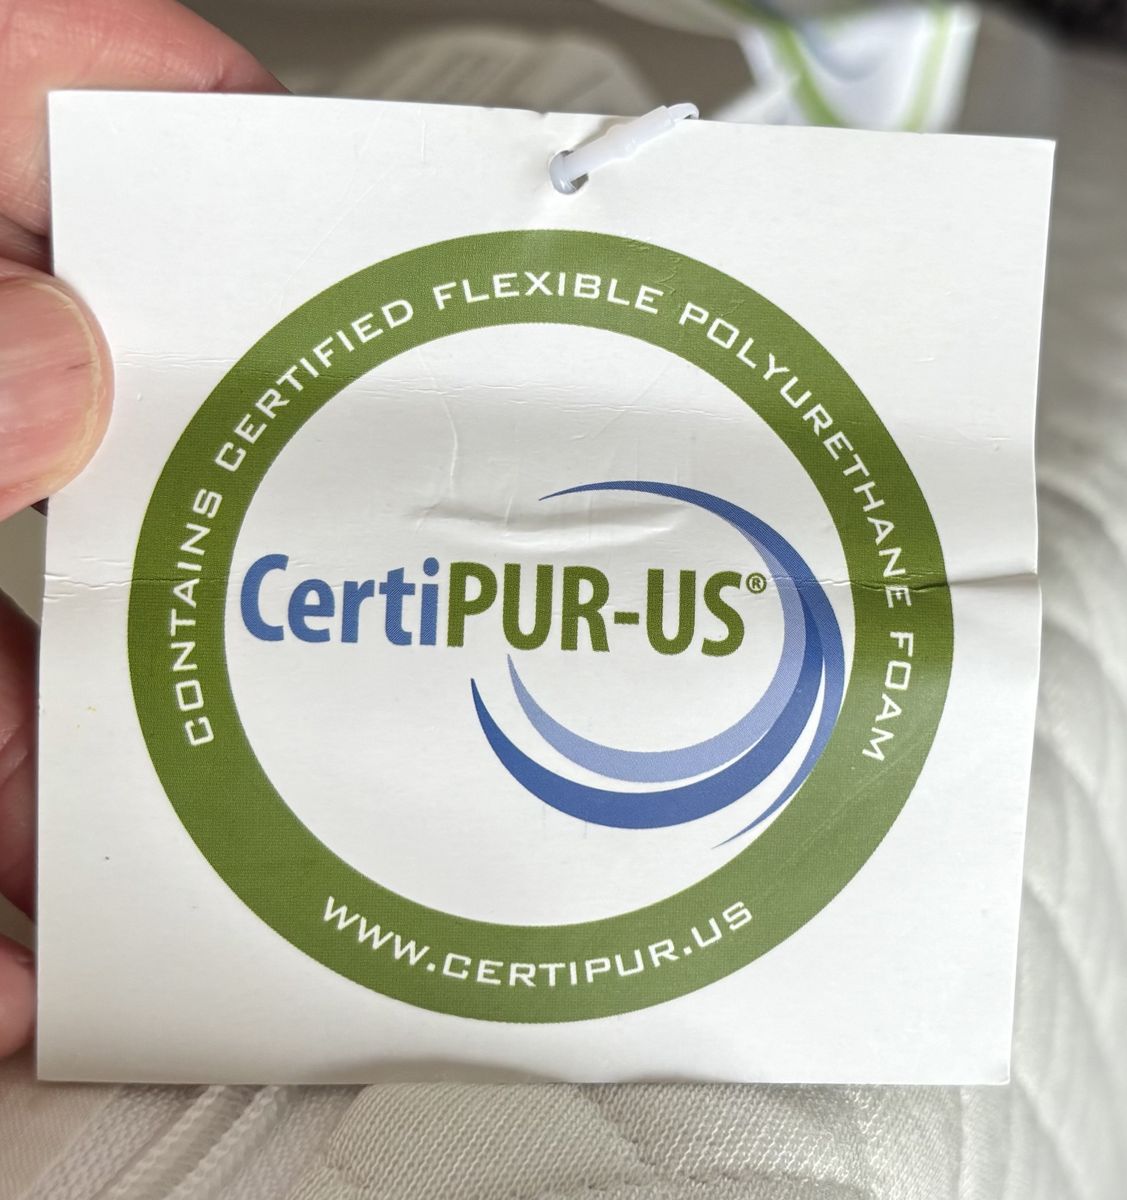 CONTAINS CERTIFIED FLEXIBLE POLYURETHANE FOAM
CertiPUR-US®
WWW.CERTIPUR.US